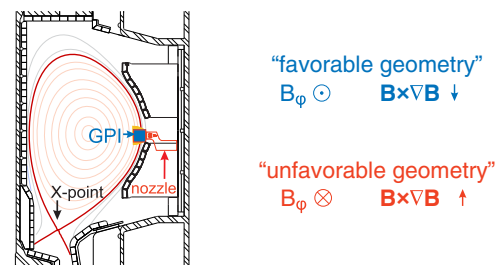 GPI
X-point
nozzle
“favorable geometry”
Bφ ⊙ B×∇B ↓
“unfavorable geometry”
Bφ ⊗ B×∇B ↑